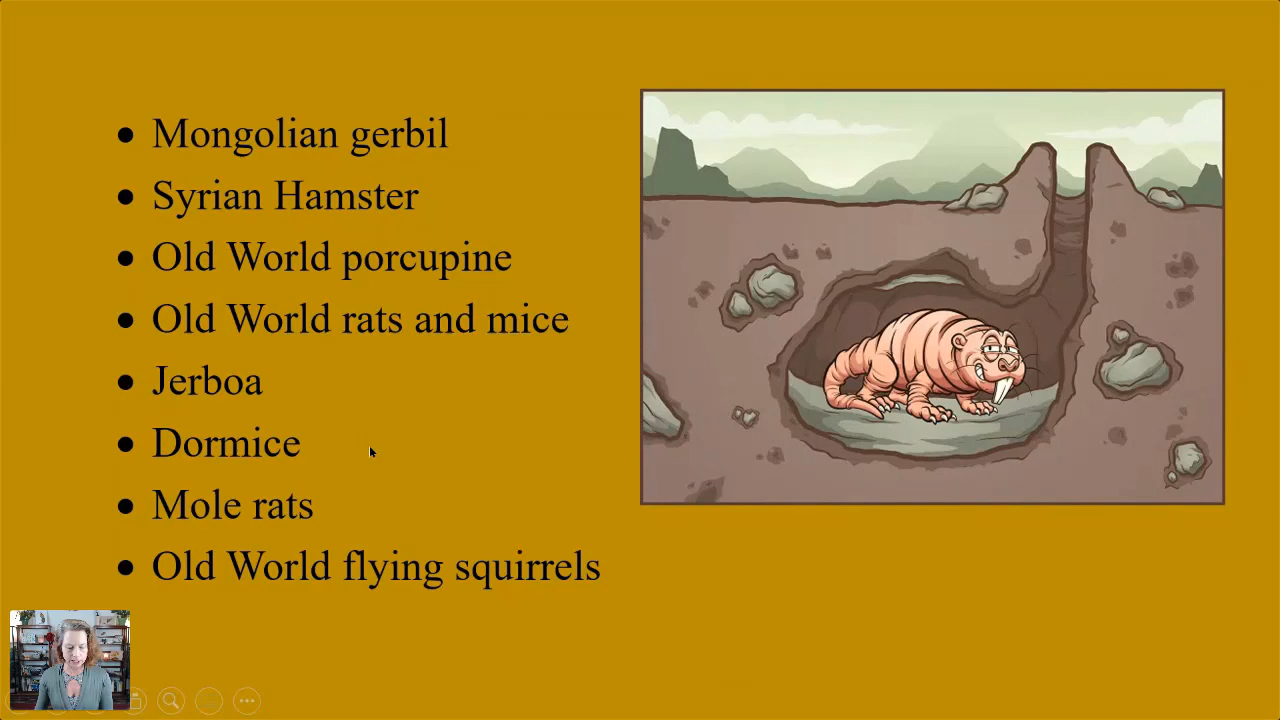 Mongolian gerbil
Syrian Hamster
Old World porcupine
Old World rats and mice
Jerboa
Dormice
Mole rats
Old World flying squirrels